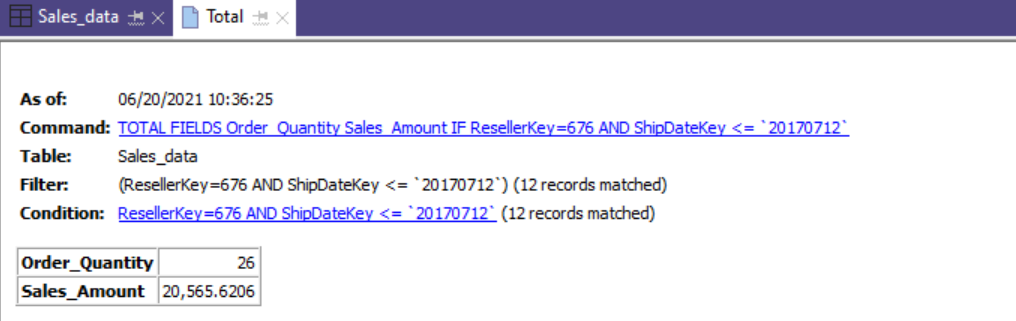 Sales_data Total
As of: 06/20/2021 10:36:25
Command: TOTAL FIELDS Order_Quantity Sales_Amount IF ResellerKey=676 AND ShipDateKey <= `20170712`
Table: Sales_data
Filter: (ResellerKey=676 AND ShipDateKey <= `20170712`) (12 records matched)
Condition: ResellerKey=676 AND ShipDateKey <= `20170712` (12 records matched)
Order_Quantity 26
Sales_Amount 20,565.6206